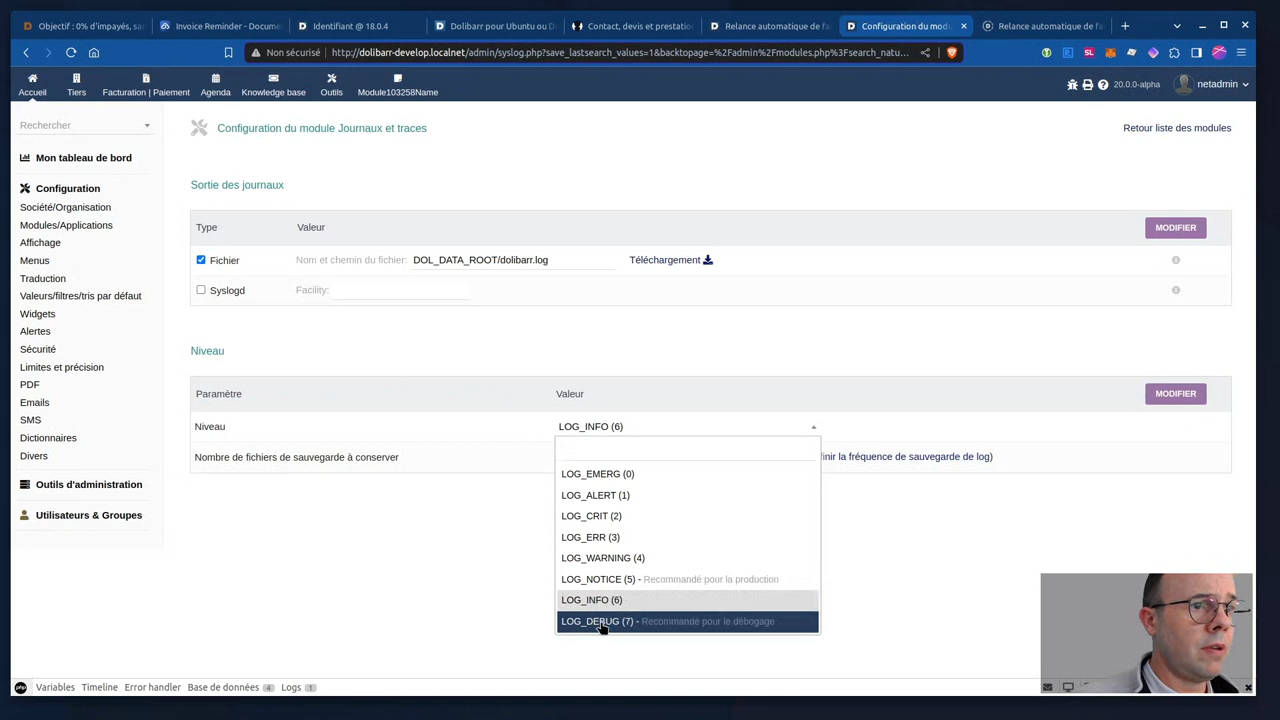 Objectif : 0% d'impayés, sa
Invoice Reminder - Docume
Identifiant @ 18.0.4
Dolibarr pour Ubuntu ou D
Contact, devis et prestatio
Relance automatique de fa
Configuration du modu
Relance automatique de fa
Non sécurisé
http://dolibarr-develop.localnet/admin/syslog.php?save_lastsearch_values=1&backtopage=%2Fadmin%2Fmodules.php%3Fsearch_natu...
Accueil
Tiers
Facturation | Paiement
Agenda
Knowledge base
Outils
Module103258Name
20.0.0-alpha
netadmin
Rechercher
Mon tableau de bord
Configuration
Société/Organisation
Modules/Applications
Affichage
Menus
Traduction
Valeurs/filtres/tris par défaut
Widgets
Alertes
Sécurité
Limites et précision
PDF
Emails
SMS
Dictionnaires
Divers
Outils d'administration
Utilisateurs & Groupes
Configuration du module Journaux et traces
Retour liste des modules
Sortie des journaux
Type Valeur MODIFIER
Fichier Nom et chemin du fichier: DOL_DATA_ROOT/dolibarr.log Téléchargement
Syslogd Facility:
Niveau
Paramètre Valeur MODIFIER
Niveau LOG_INFO (6)
Nombre de fichiers de sauvegarde à conserver
finir la fréquence de sauvegarde de log)
LOG_EMERG (0)
LOG_ALERT (1)
LOG_CRIT (2)
LOG_ERR (3)
LOG_WARNING (4)
LOG_NOTICE (5) - Recommandé pour la production
LOG_INFO (6)
LOG_DEBUG (7) - Recommandé pour le débogage
php Variables Timeline Error handler Base de données 4 Logs 1